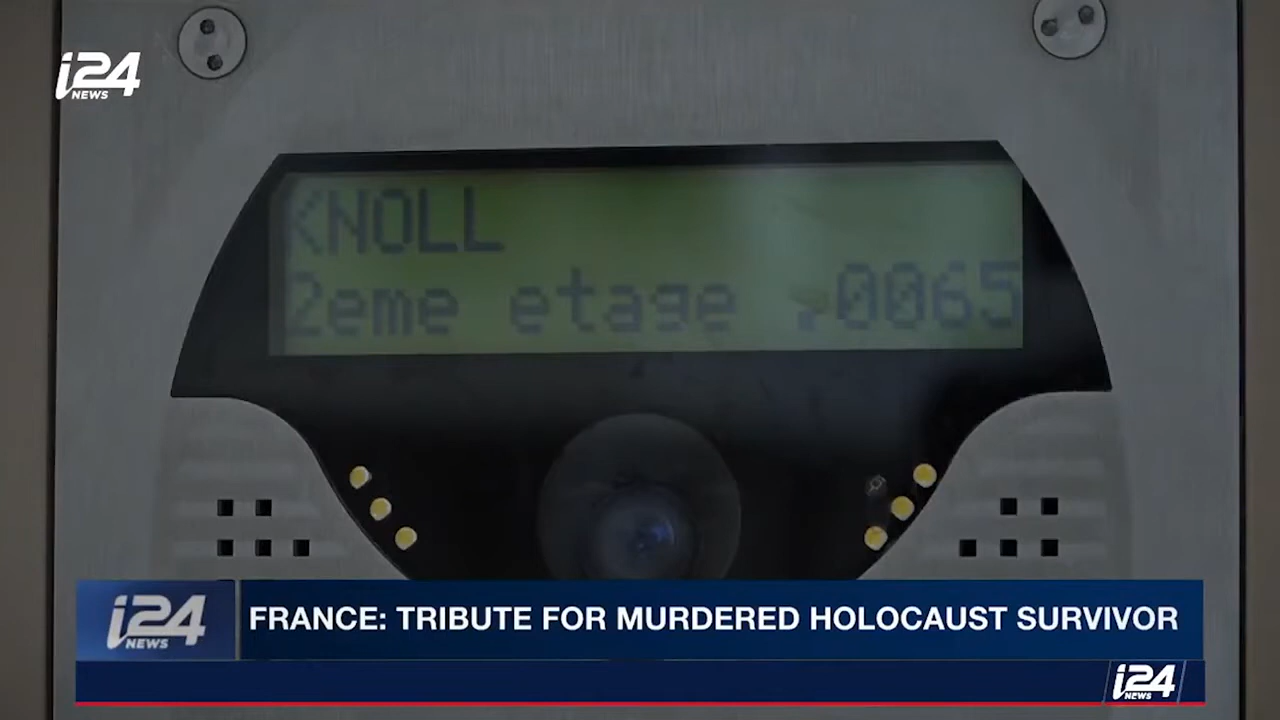 i24
NEWS
KNOLL
2eme etage .0065
i24
NEWS
FRANCE: TRIBUTE FOR MURDERED HOLOCAUST SURVIVOR
i24
NEWS